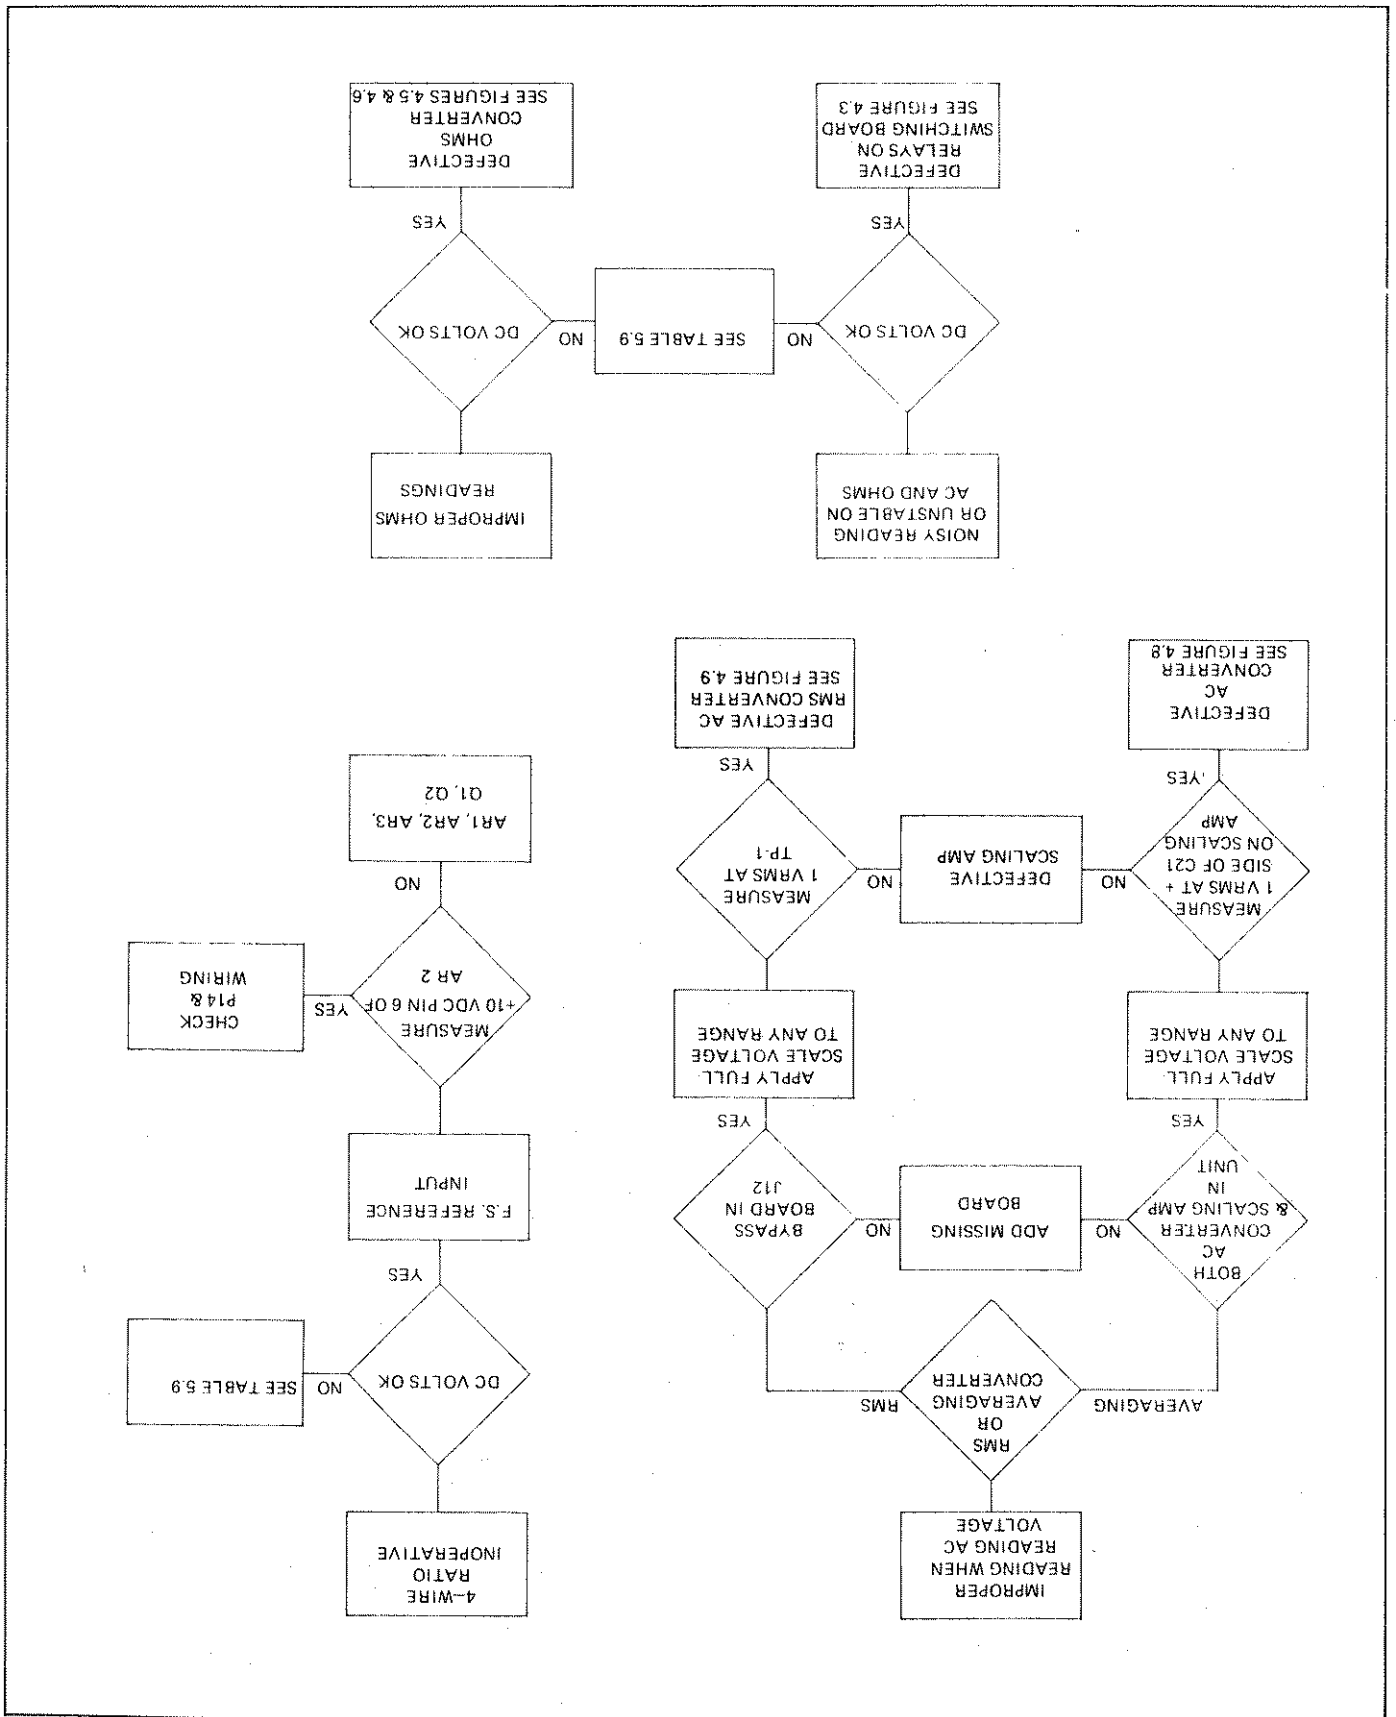 IMPROPER
READING WHEN
READING AC
VOLTAGE
RMS
OR
AVERAGING
CONVERTER
AVERAGING
RMS
BOTH
AC
CONVERTER
& SCALING AMP
IN
UNIT
NO
ADD MISSING
BOARD
NO
BYPASS
BOARD IN
J12
YES
YES
APPLY FULL
SCALE VOLTAGE
TO ANY RANGE
APPLY FULL
SCALE VOLTAGE
TO ANY RANGE
MEASURE
1 VRMS AT +
SIDE OF C21
ON SCALING
AMP
NO
DEFECTIVE
SCALING AMP
NO
MEASURE
1 VRMS AT
TP-1
YES
YES
DEFECTIVE
AC
CONVERTER
SEE FIGURE 4.8
DEFECTIVE AC
RMS CONVERTER
SEE FIGURE 4.9
4-WIRE
RATIO
INOPERATIVE
DC VOLTS OK
NO
SEE TABLE 5.9
YES
F.S. REFERENCE
INPUT
MEASURE
+10 VDC PIN 6 OF
AR 2
YES
CHECK
P14 &
WIRING
NO
AR1, AR2, AR3,
Q1, Q2
NOISY READING
OR UNSTABLE ON
AC AND OHMS
DC VOLTS OK
NO
SEE TABLE 5.9
YES
DEFECTIVE
RELAYS ON
SWITCHING BOARD
SEE FIGURE 4.3
IMPROPER OHMS
READINGS
DC VOLTS OK
NO
YES
DEFECTIVE
OHMS
CONVERTER
SEE FIGURES 4.5 & 4.6